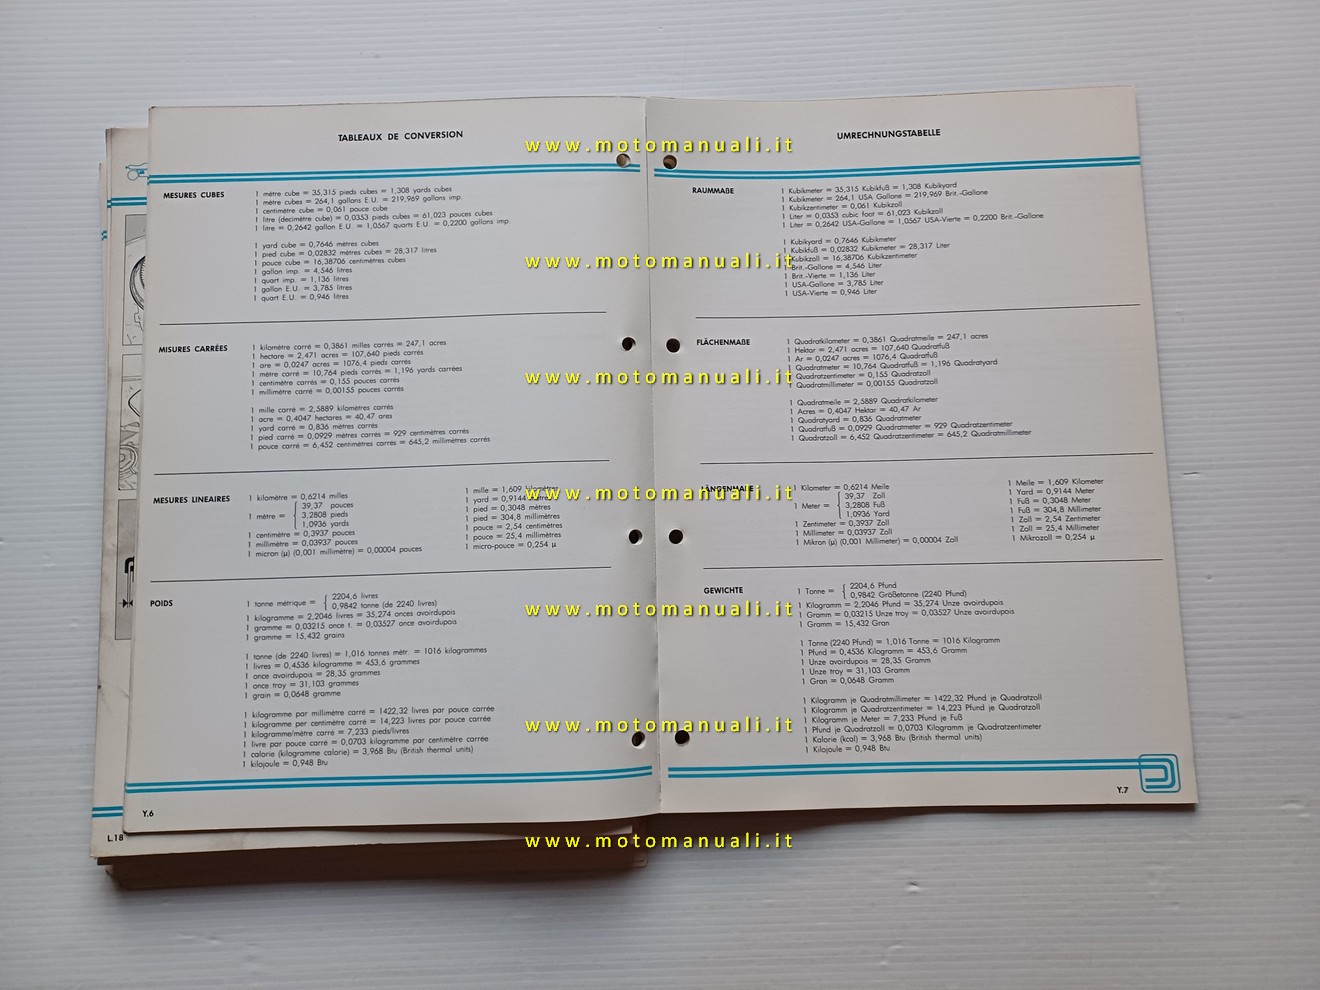 TABLEAUX DE CONVERSION
MESURES CUBES
1 mètre cube = 35,315 pieds cubes = 1,308 yards cubes
1 mètre cubes = 264,1 gallons E.U. = 219,969 gallons imp.
1 centimètre cube = 0,061 pouce cube
1 litre (decimètre cube) = 0,0353 pieds cubes = 61,023 pouces cubes
1 litre = 0,2642 gallon E.U. = 1,0567 quarts E.U. = 0,2200 gallons imp.
1 yard cube = 0,7646 mètres cubes
1 pied cube = 0,02832 mètres cubes = 28,317 litres
1 pouce cube = 16,38706 centimètres cubes
1 gallon imp. = 4,546 litres
1 quart imp. = 1,136 litres
1 gallon E.U. = 3,785 litres
1 quart E.U. = 0,946 litres
MISURES CARRÉES
1 kilomètre carré = 0,3861 milles carrés = 247,1 acres
1 hectare = 2,471 acres = 107,640 pieds carrés
1 are = 0,0247 acres = 1076,4 pieds carrés
1 mètre carré = 10,764 pieds carrés = 1,196 yards carrées
1 centimètre carrés = 0,155 pouces carrés
1 millimètre carré = 0,00155 pouces carrés
1 mille carré = 2,5889 kilomètres carrés
1 acre = 0,4047 hectares = 40,47 ares
1 yard carré = 0,836 mètres carrés
1 pied carré = 0,0929 mètres carrés = 929 centimètres carrés
1 pouce carré = 6,452 centimètres carrés = 645,2 millimètres carrés
MESURES LINEAIRES
1 kilomètre = 0,6214 milles
39,37 pouces
1 mètre = 3,2808 pieds
1,0936 yards
1 centimètre = 0,3937 pouces
1 millimètre = 0,03937 pouces
1 micron (µ) (0,001 millimètre) = 0,00004 pouces
1 mille = 1,609 kilomètres
1 yard = 0,9144 mètres
1 pied = 0,3048 mètres
1 pied = 304,8 millimètres
1 pouce = 2,54 centimètres
1 pouce = 25,4 millimètres
1 micro-pouce = 0,254 µ
POIDS
2204,6 livres
1 tonne métrique =
0,9842 tonne (de 2240 livres)
1 kilogramme = 2,2046 livres = 35,274 onces avoirdupois
1 gramme = 0,03215 once t. = 0,03527 once avoirdupois
1 gramme = 15,432 grains
1 tonne (de 2240 livres) = 1,016 tonnes métr. = 1016 kilogrammes
1 livres = 0,4536 kilogramme = 453,6 grammes
1 once avoirdupois = 28,35 grammes
1 once troy = 31,103 grammes
1 grain = 0,0648 gramme
1 kilogramme par millimètre carré = 1422,32 livres par pouce carrée
1 kilogramme per centimètre carré = 14,223 livres par pouce carrée
1 kilogramme/mètre carré = 7,233 pieds/livres
1 livre par pouce carré = 0,0703 kilogramme par centimètre carrée
1 calorie (kilogramme calorie) = 3,968 Btu (British thermal units)
1 kilojoule = 0,948 Btu
Y.6
L.18
UMRECHNUNGSTABELLE
RAUMMAßE
1 Kubikmeter = 35,315 Kubikfuß = 1,308 Kubikyard
1 Kubikmeter = 264,1 USA Gallone = 219,969 Brit.-Gallone
1 Kubikzentimeter = 0,061 Kubikzoll
1 Liter = 0,0353 cubic foot = 61,023 Kubikzoll
1 Liter = 0,2642 USA-Gallone = 1,0567 USA-Vierte = 0,2200 Brit.-Gallone
1 Kubikyard = 0,7646 Kubikmeter
1 Kubikfuß = 0,02832 Kubikmeter = 28,317 Liter
1 Kubikzoll = 16,38706 Kubikzentimeter
1 Brit.-Gallone = 4,546 Liter
1 Brit.-Vierte = 1,136 Liter
1 USA-Gallone = 3,785 Liter
1 USA-Vierte = 0,946 Liter
FLÄCHENMAßE
1 Quadratkilometer = 0,3861 Quadratmeile = 247,1 acres
1 Hektar = 2,471 acres = 107,640 Quadratfuß
1 Ar = 0,0247 acres = 1076,4 Quadratfuß
1 Quadratmeter = 10,764 Quadratfuß = 1,196 Quadratyard
1 Quadratzentimeter = 0,155 Quadratzoll
1 Quadratmillimeter = 0,00155 Quadratzoll
1 Quadratmeile = 2,5889 Quadratkilometer
1 Acres = 0,4047 Hektar = 40,47 Ar
1 Quadratyard = 0,836 Quadratmeter
1 Quadratfuß = 0,0929 Quadratmeter = 929 Quadratzentimeter
1 Quadratzoll = 6,452 Quadratzentimeter = 645,2 Quadratmillimeter
LÄNGENMAßE
1 Kilometer = 0,6214 Meile
39,37 Zoll
1 Meter = 3,2808 Fuß
1,0936 Yard
1 Zentimeter = 0,3937 Zoll
1 Millimeter = 0,03937 Zoll
1 Mikron (µ) (0,001 Millimeter) = 0,00004 Zoll
1 Meile = 1,609 Kilometer
1 Yard = 0,9144 Meter
1 Fuß = 0,3048 Meter
1 Fuß = 304,8 Millimeter
1 Zoll = 2,54 Zentimeter
1 Zoll = 25,4 Millimeter
1 Mikrozoll = 0,254 µ
GEWICHTE
2204,6 Pfund
1 Tonne =
0,9842 Größetonne (2240 Pfund)
1 Kilogramm = 2,2046 Pfund = 35,274 Unze avoirdupois
1 Gramm = 0,03215 Unze troy = 0,03527 Unze avoirdupois
1 Gramm = 15,432 Gran
1 Tonne (2240 Pfund) = 1,016 Tonne = 1016 Kilogramm
1 Pfund = 0,4536 Kilogramm = 453,6 Gramm
1 Unze avoirdupois = 28,35 Gramm
1 Unze troy = 31,103 Gramm
1 Gran = 0,0648 Gramm
1 Kilogramm je Quadratmillimeter = 1422,32 Pfund je Quadratzoll
1 Kilogramm je Quadratzentimeter = 14,223 Pfund je Quadratzoll
1 Kilogramm je Meter = 7,233 Pfund je Fuß
1 Pfund je Quadratzoll = 0,0703 Kilogramm je Quadratzentimeter
1 Kalorie (kcal) = 3,968 Btu (British thermal units)
1 Kilojoule = 0,948 Btu
Y.7
www.motomanuali.it
www.motomanuali.it
www.motomanuali.it
www.motomanuali.it
www.motomanuali.it
www.motomanuali.it
www.motomanuali.it